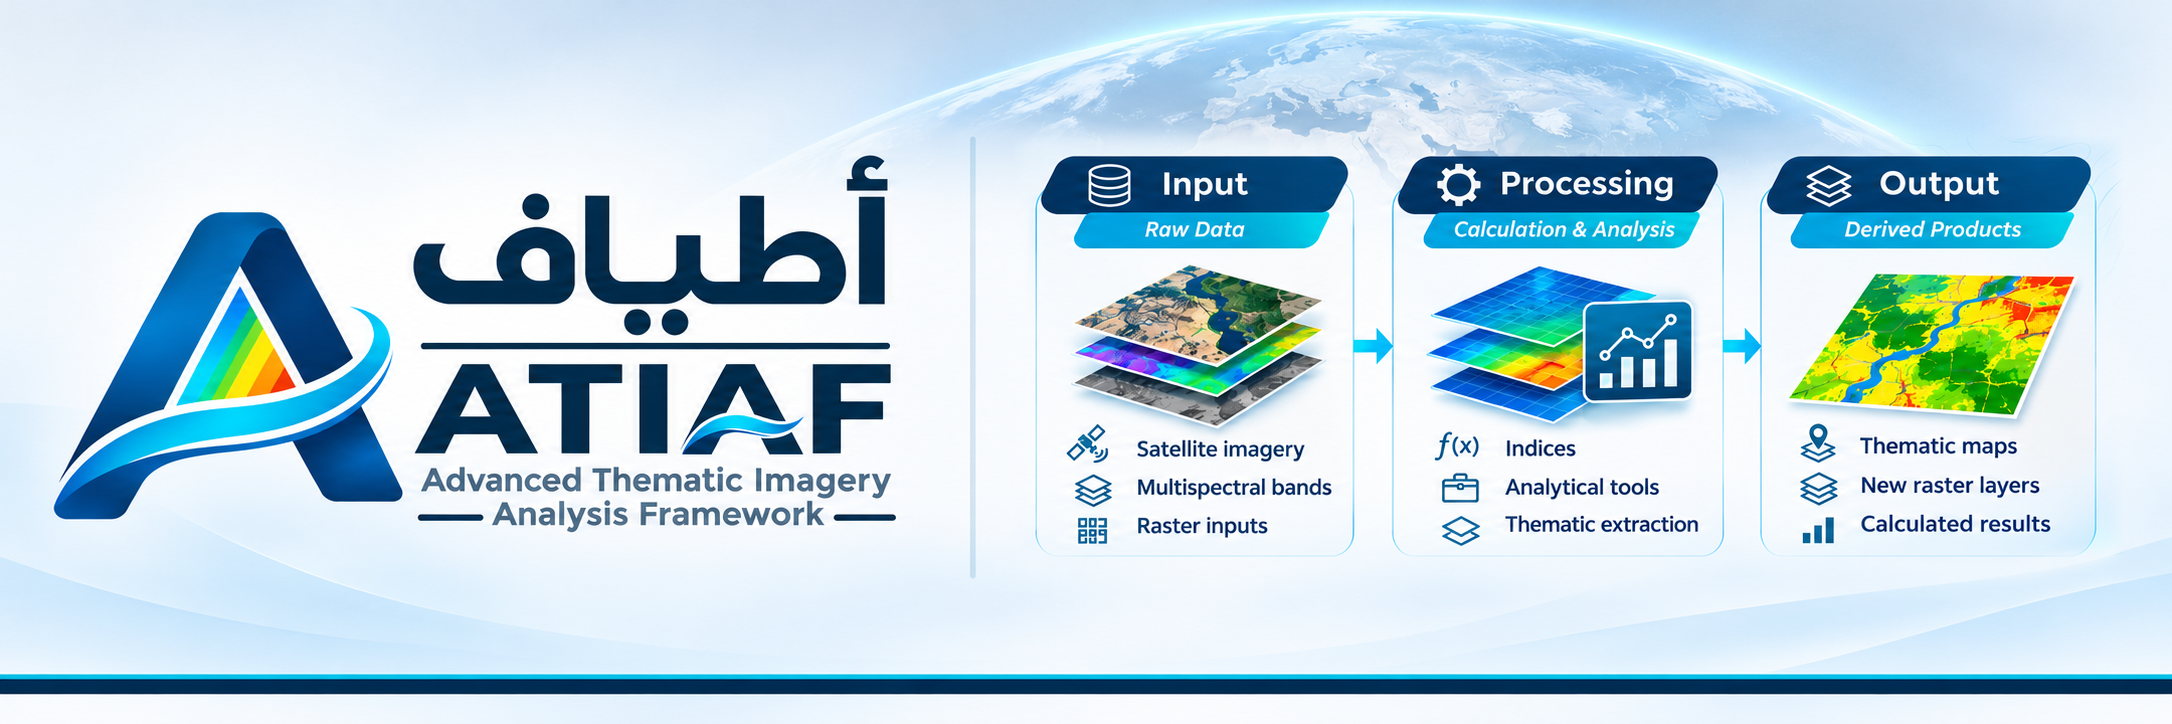 أطياف
ATIAF
Advanced Thematic Imagery
Analysis Framework
Input
Raw Data
Satellite imagery
Multispectral bands
Raster inputs
Processing
Calculation & Analysis
f(x) Indices
Analytical tools
Thematic extraction
Output
Derived Products
Thematic maps
New raster layers
Calculated results